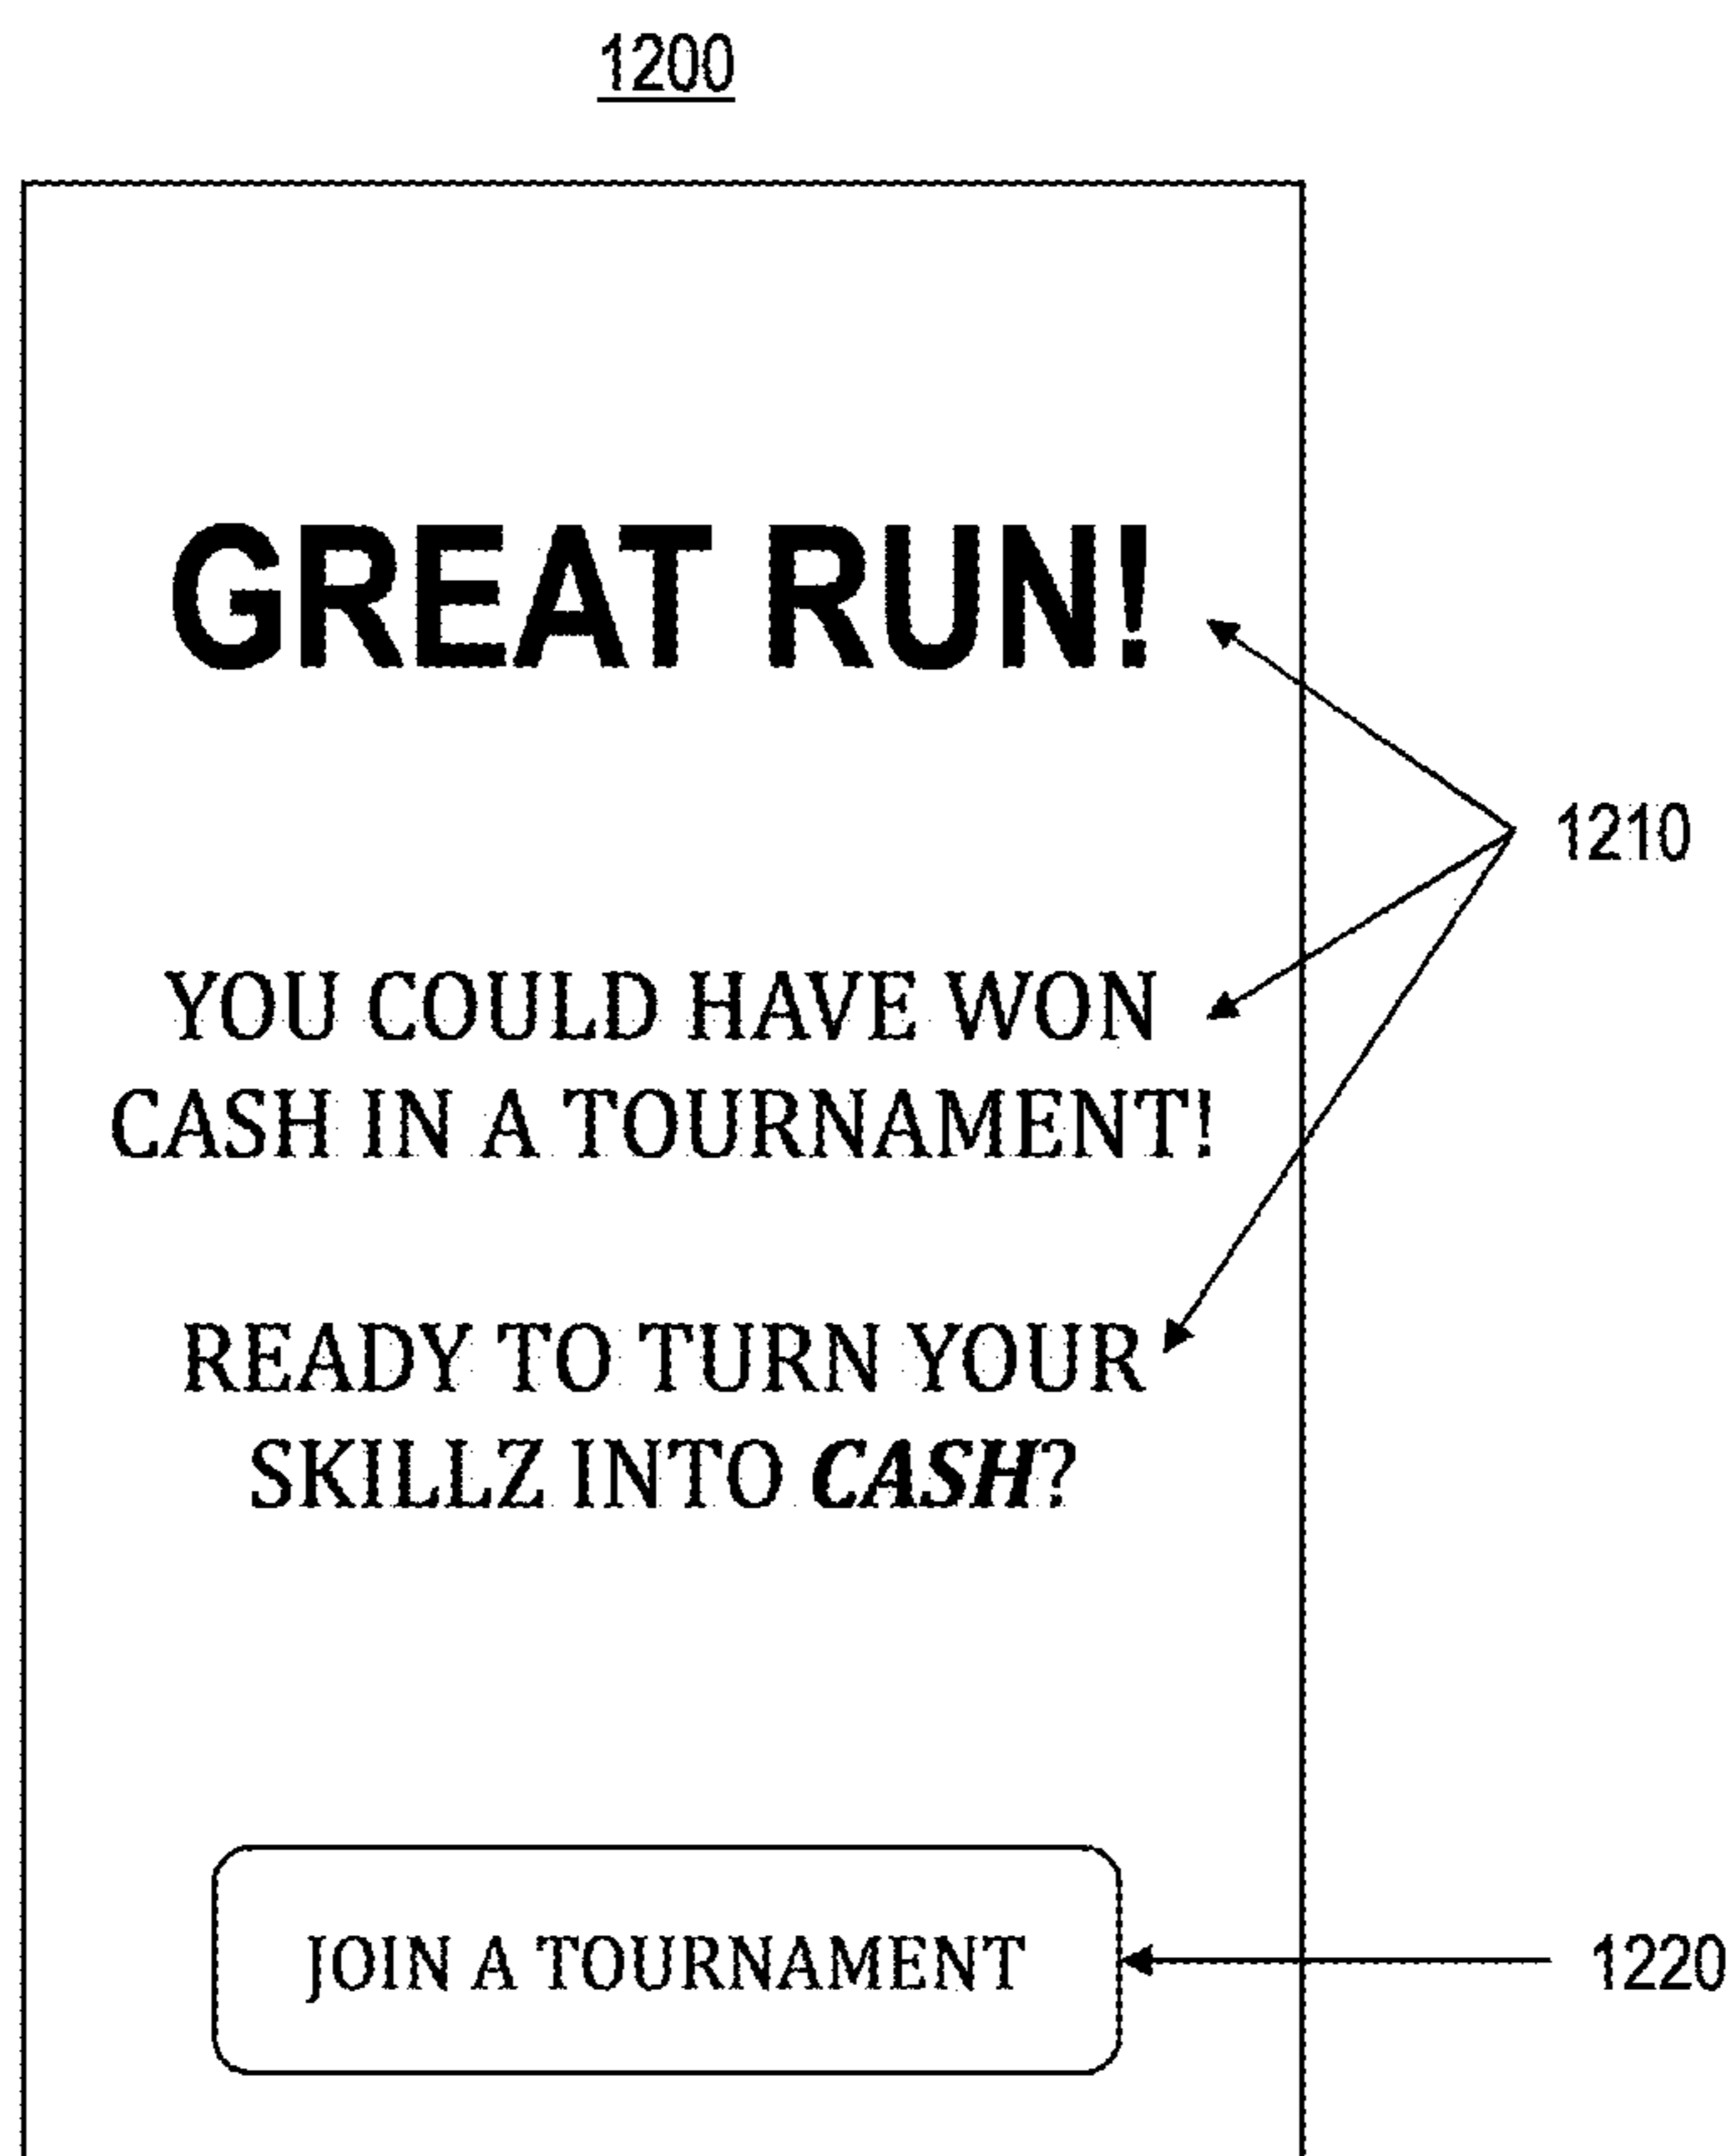 1200
GREAT RUN!
1210
YOU COULD HAVE WON
CASH IN A TOURNAMENT!
READY TO TURN YOUR
SKILLZ INTO CASH?
JOIN A TOURNAMENT
1220